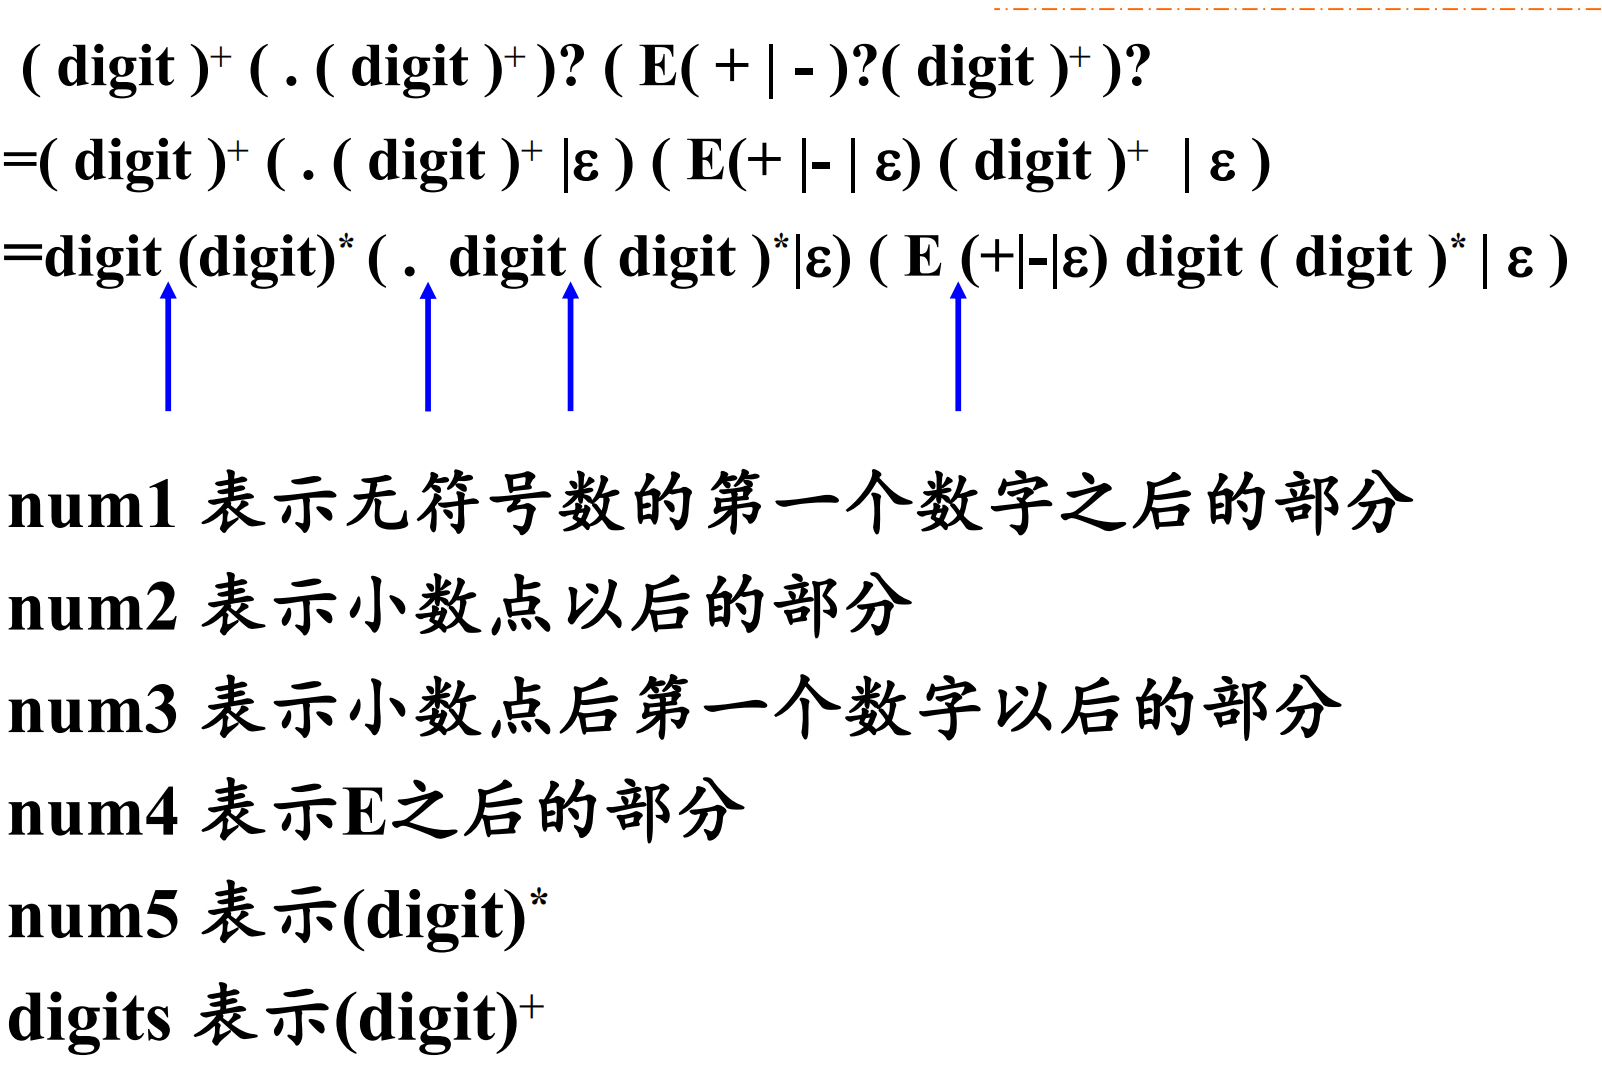 ( digit )⁺ ( . ( digit )⁺ )? ( E( + | - )?( digit )⁺ )?
=( digit )⁺ ( . ( digit )⁺ |ε ) ( E(+ |- | ε) ( digit )⁺ | ε )
=digit (digit)* ( . digit ( digit )*|ε) ( E (+|-|ε) digit ( digit )* | ε )
num1 表示无符号数的第一个数字之后的部分
num2 表示小数点以后的部分
num3 表示小数点后第一个数字以后的部分
num4 表示E之后的部分
num5 表示(digit)*
digits 表示(digit)⁺